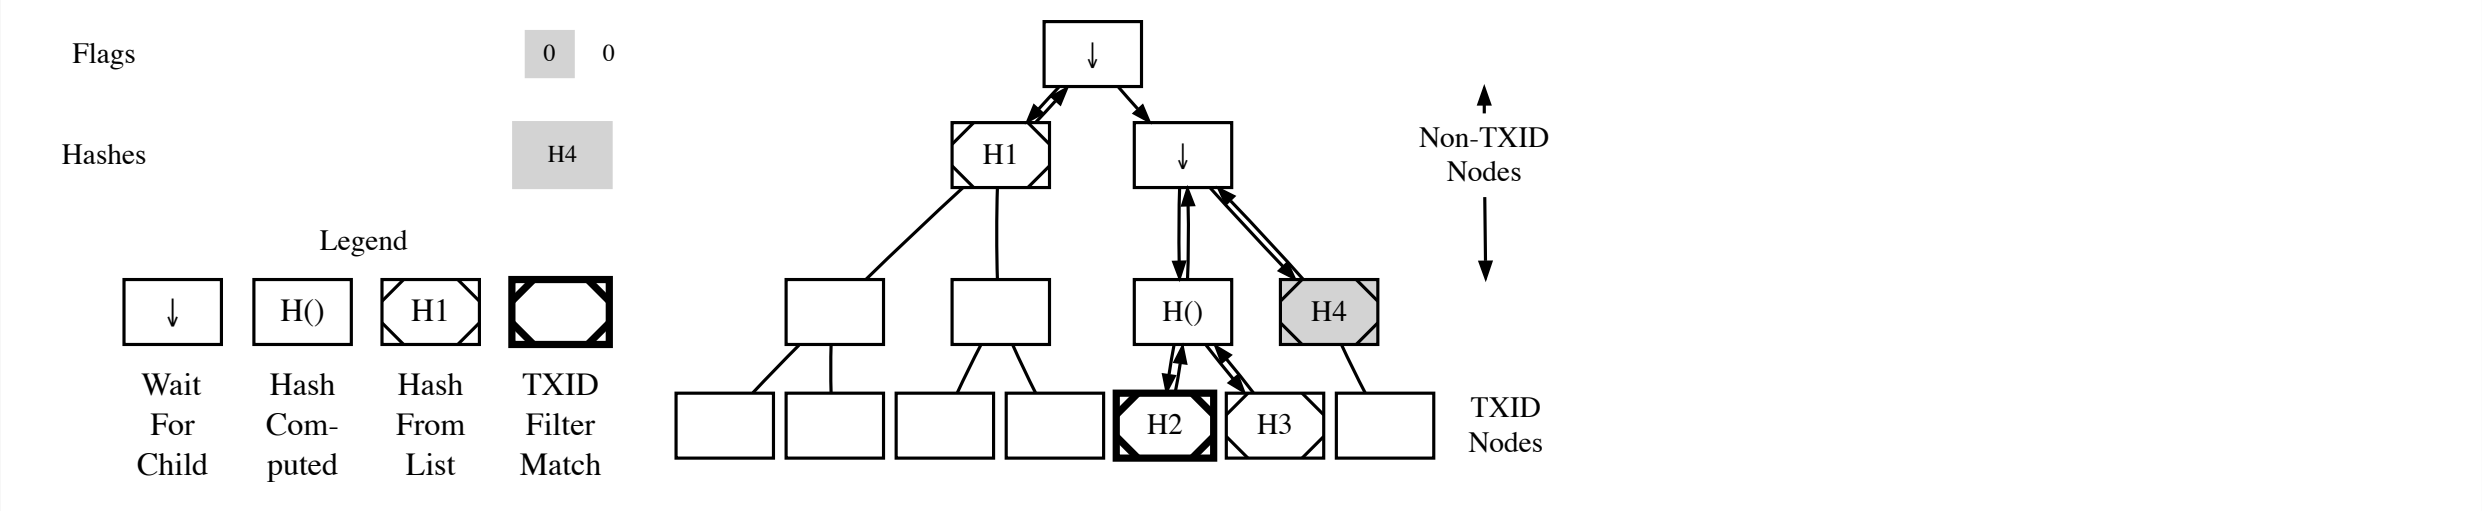 Flags
0 0
Hashes
H4
Legend
↓ H() H1
Wait
For
Child
Hash
Com-
puted
Hash
From
List
TXID
Filter
Match
↓
H1 ↓
H() H4
H2 H3
Non-TXID
Nodes
TXID
Nodes